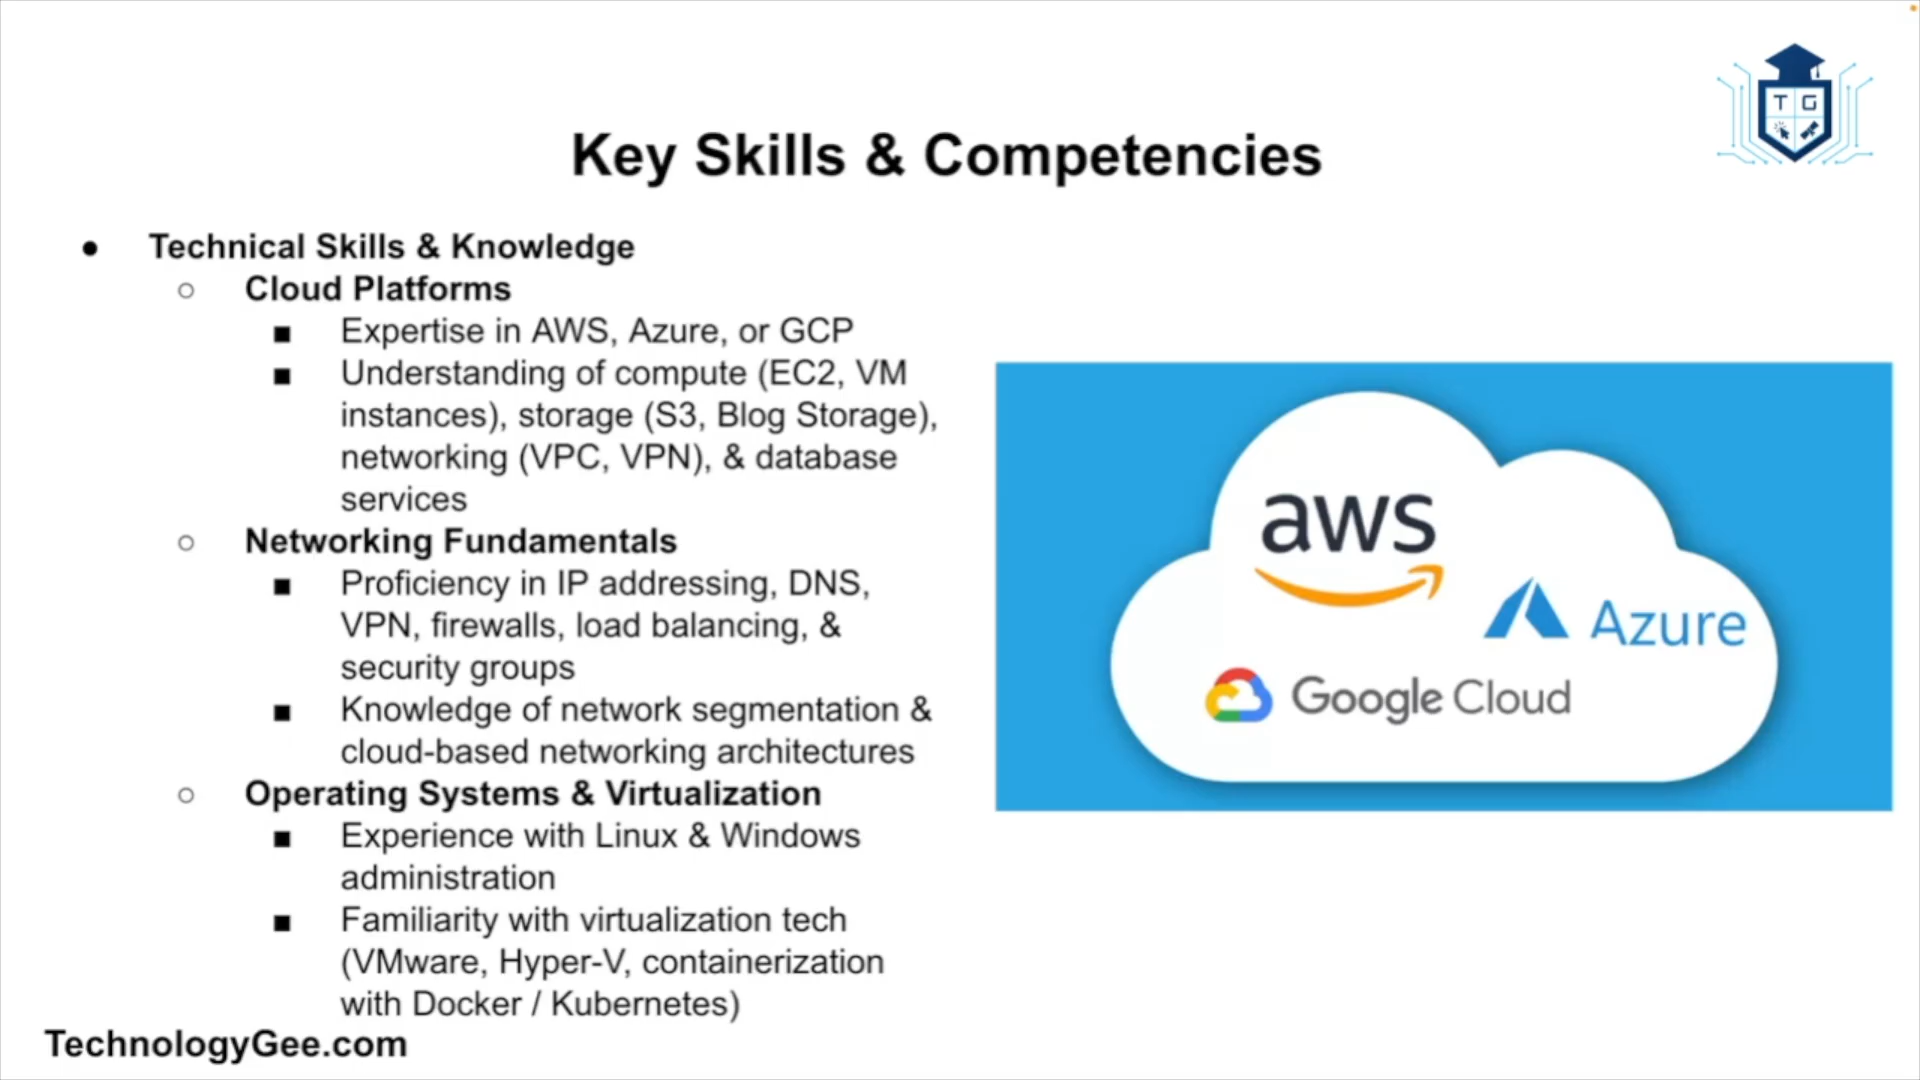 T G
Key Skills & Competencies
● Technical Skills & Knowledge
○ Cloud Platforms
■ Expertise in AWS, Azure, or GCP
■ Understanding of compute (EC2, VM
instances), storage (S3, Blog Storage),
networking (VPC, VPN), & database
services
○ Networking Fundamentals
■ Proficiency in IP addressing, DNS,
VPN, firewalls, load balancing, &
security groups
■ Knowledge of network segmentation &
cloud-based networking architectures
○ Operating Systems & Virtualization
■ Experience with Linux & Windows
administration
■ Familiarity with virtualization tech
(VMware, Hyper-V, containerization
with Docker / Kubernetes)
aws
Azure
Google Cloud
TechnologyGee.com